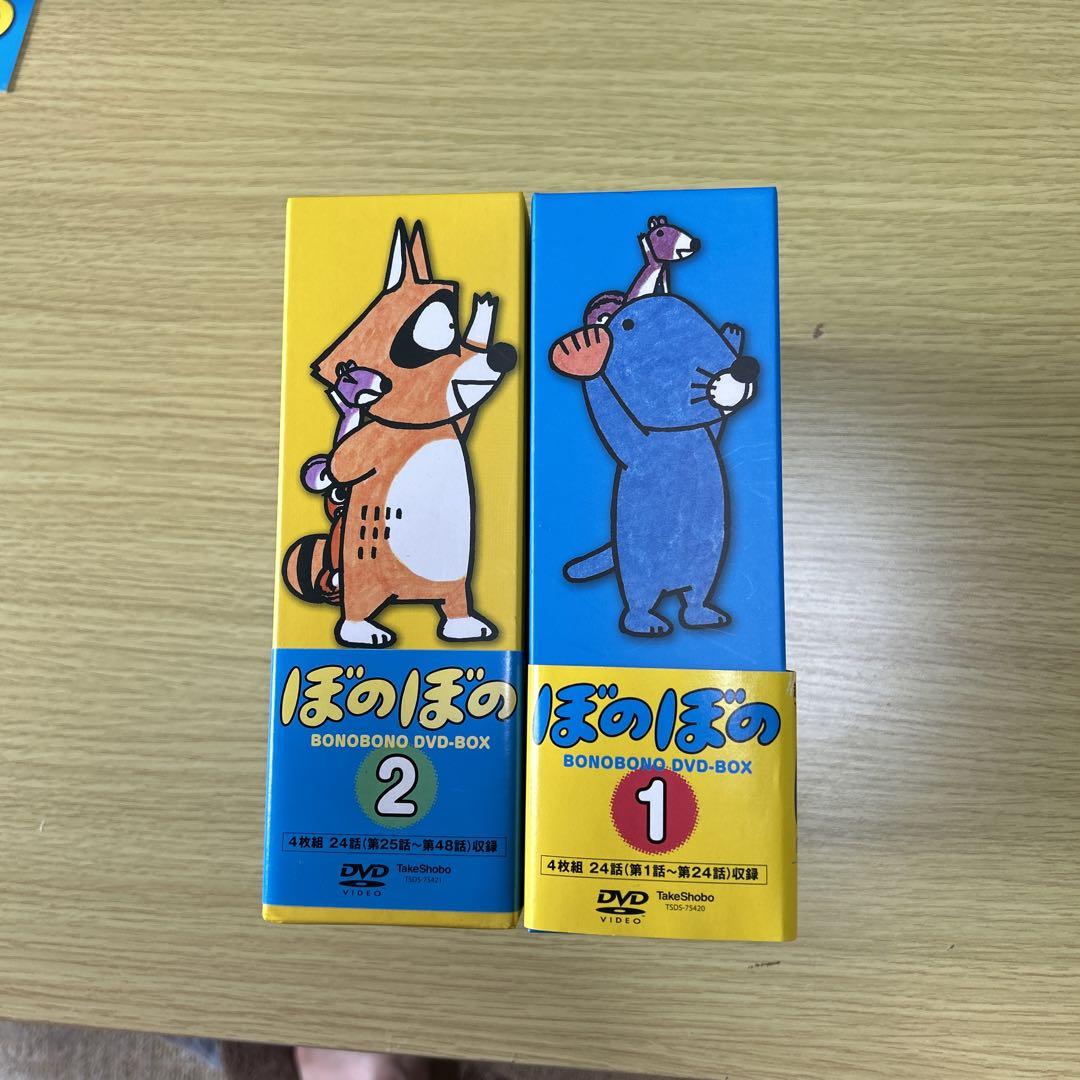 ぼのぼの
BONOBONO DVD-BOX
2
4枚組 24話(第25話～第48話)収録
DVD
VIDEO
TakeShobo
TSDS-75421
ぼのぼの
BONOBONO DVD-BOX
1
4枚組 24話(第1話～第24話)収録
DVD
VIDEO
TakeShobo
TSDS-75420